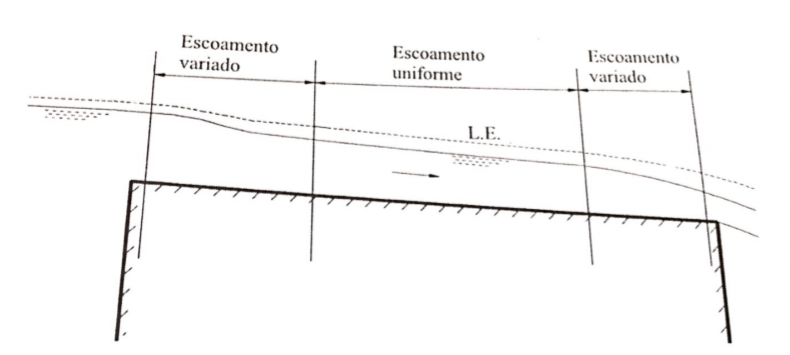 Escoamento
variado
Escoamento
uniforme
Escoamento
variado
L.E.